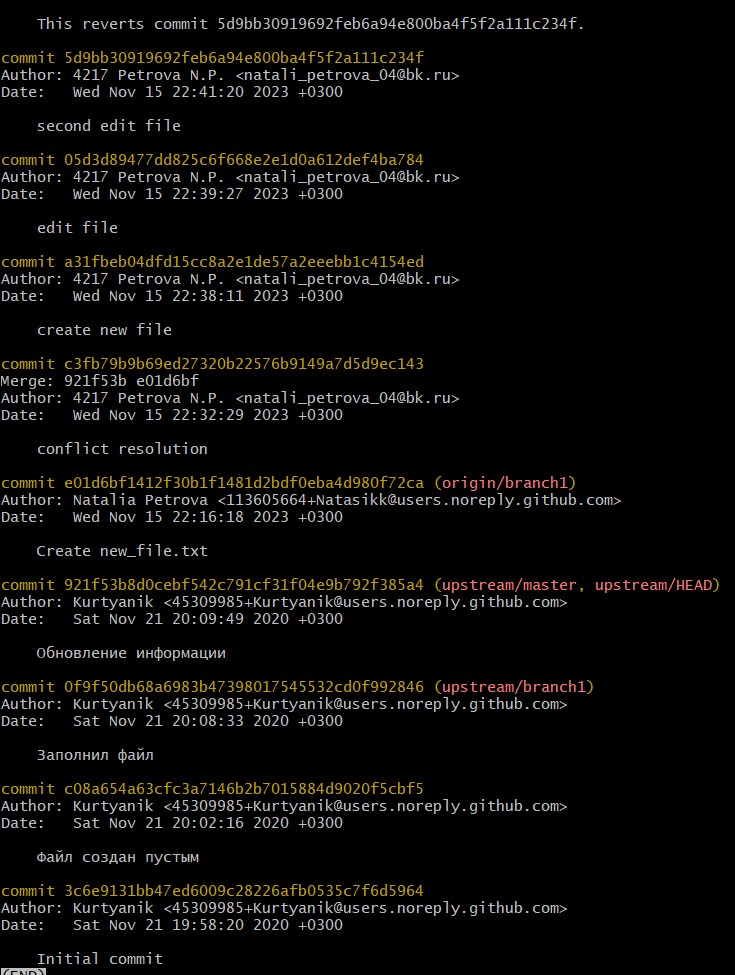 This reverts commit 5d9bb30919692feb6a94e800ba4f5f2a111c234f.
commit 5d9bb30919692feb6a94e800ba4f5f2a111c234f
Author: 4217 Petrova N.P. <natali_petrova_04@bk.ru>
Date:   Wed Nov 15 22:41:20 2023 +0300
second edit file
commit 05d3d89477dd825c6f668e2e1d0a612def4ba784
Author: 4217 Petrova N.P. <natali_petrova_04@bk.ru>
Date:   Wed Nov 15 22:39:27 2023 +0300
edit file
commit a31fbeb04dfd15cc8a2e1de57a2eeebb1c4154ed
Author: 4217 Petrova N.P. <natali_petrova_04@bk.ru>
Date:   Wed Nov 15 22:38:11 2023 +0300
create new file
commit c3fb79b9b69ed27320b22576b9149a7d5d9ec143
Merge: 921f53b e01d6bf
Author: 4217 Petrova N.P. <natali_petrova_04@bk.ru>
Date:   Wed Nov 15 22:32:29 2023 +0300
conflict resolution
commit e01d6bf1412f30b1f1481d2bdf0eba4d980f72ca (origin/branch1)
Author: Natalia Petrova <113605664+Natasikk@users.noreply.github.com>
Date:   Wed Nov 15 22:16:18 2023 +0300
Create new_file.txt
commit 921f53b8d0cebf542c791cf31f04e9b792f385a4 (upstream/master, upstream/HEAD)
Author: Kurtyanik <45309985+Kurtyanik@users.noreply.github.com>
Date:   Sat Nov 21 20:09:49 2020 +0300
Обновление информации
commit 0f9f50db68a6983b47398017545532cd0f992846 (upstream/branch1)
Author: Kurtyanik <45309985+Kurtyanik@users.noreply.github.com>
Date:   Sat Nov 21 20:08:33 2020 +0300
Заполнил файл
commit c08a654a63cfc3a7146b2b7015884d9020f5cbf5
Author: Kurtyanik <45309985+Kurtyanik@users.noreply.github.com>
Date:   Sat Nov 21 20:02:16 2020 +0300
Файл создан пустым
commit 3c6e9131bb47ed6009c28226afb0535c7f6d5964
Author: Kurtyanik <45309985+Kurtyanik@users.noreply.github.com>
Date:   Sat Nov 21 19:58:20 2020 +0300
Initial commit
(END)